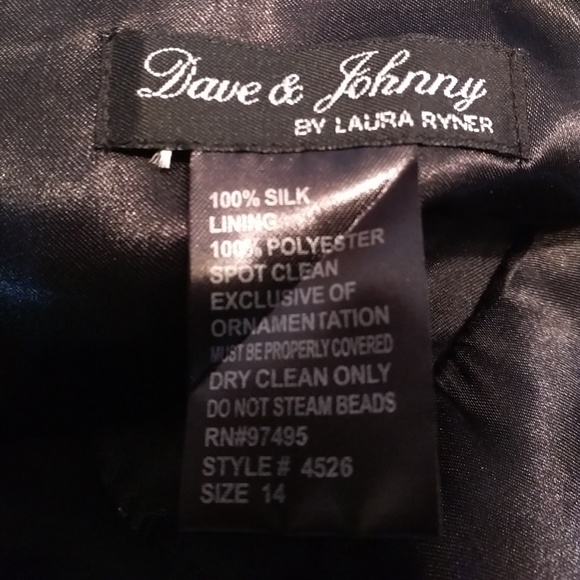 Dave & Johnny
BY LAURA RYNER
100% SILK
LINING
100% POLYESTER
SPOT CLEAN
EXCLUSIVE OF
ORNAMENTATION
MUST BE PROPERLY COVERED
DRY CLEAN ONLY
DO NOT STEAM BEADS
RN#97495
STYLE# 4526
SIZE 14